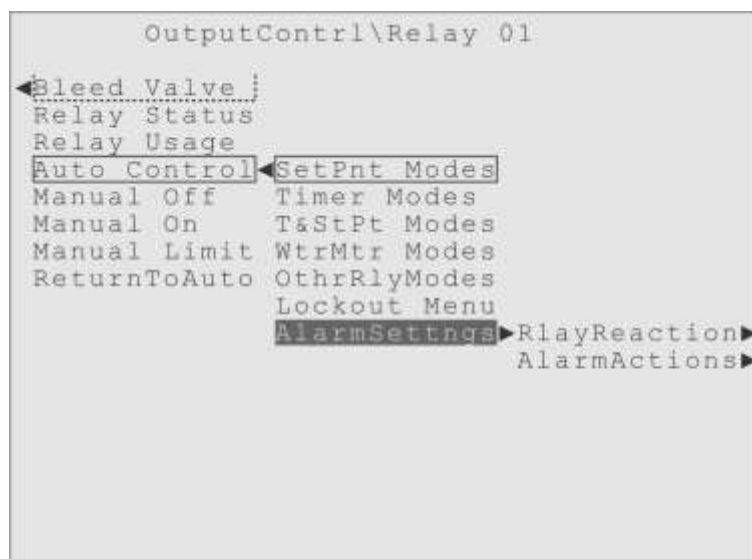 OutputContrl\Relay 01
Bleed Valve
Relay Status
Relay Usage
Auto Control SetPnt Modes
Manual Off Timer Modes
Manual On T&StPt Modes
Manual Limit WtrMtr Modes
ReturnToAuto OthrRlyModes
Lockout Menu
AlarmSettngs RlayReaction
AlarmActions